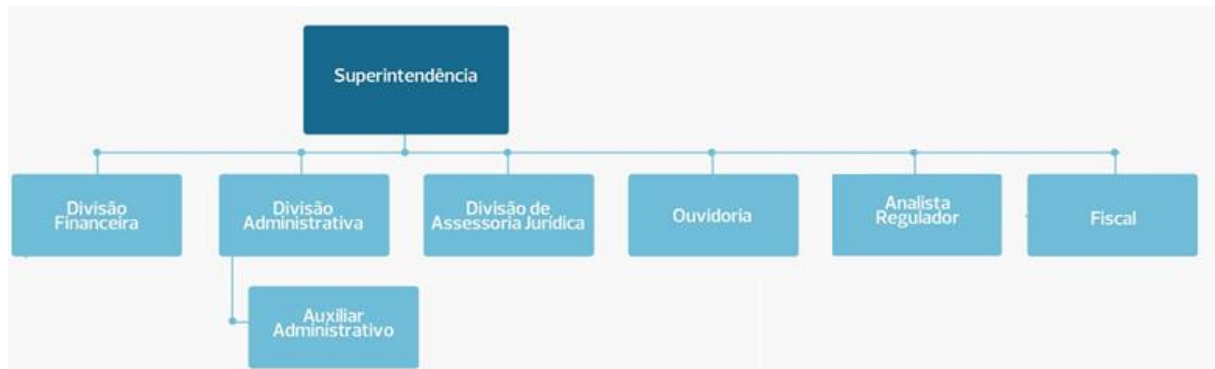 Superintendência
Divisão
Financeira
Divisão
Administrativa
Divisão de
Assessoria Jurídica
Ouvidoria
Analista
Regulador
Fiscal
Auxiliar
Administrativo